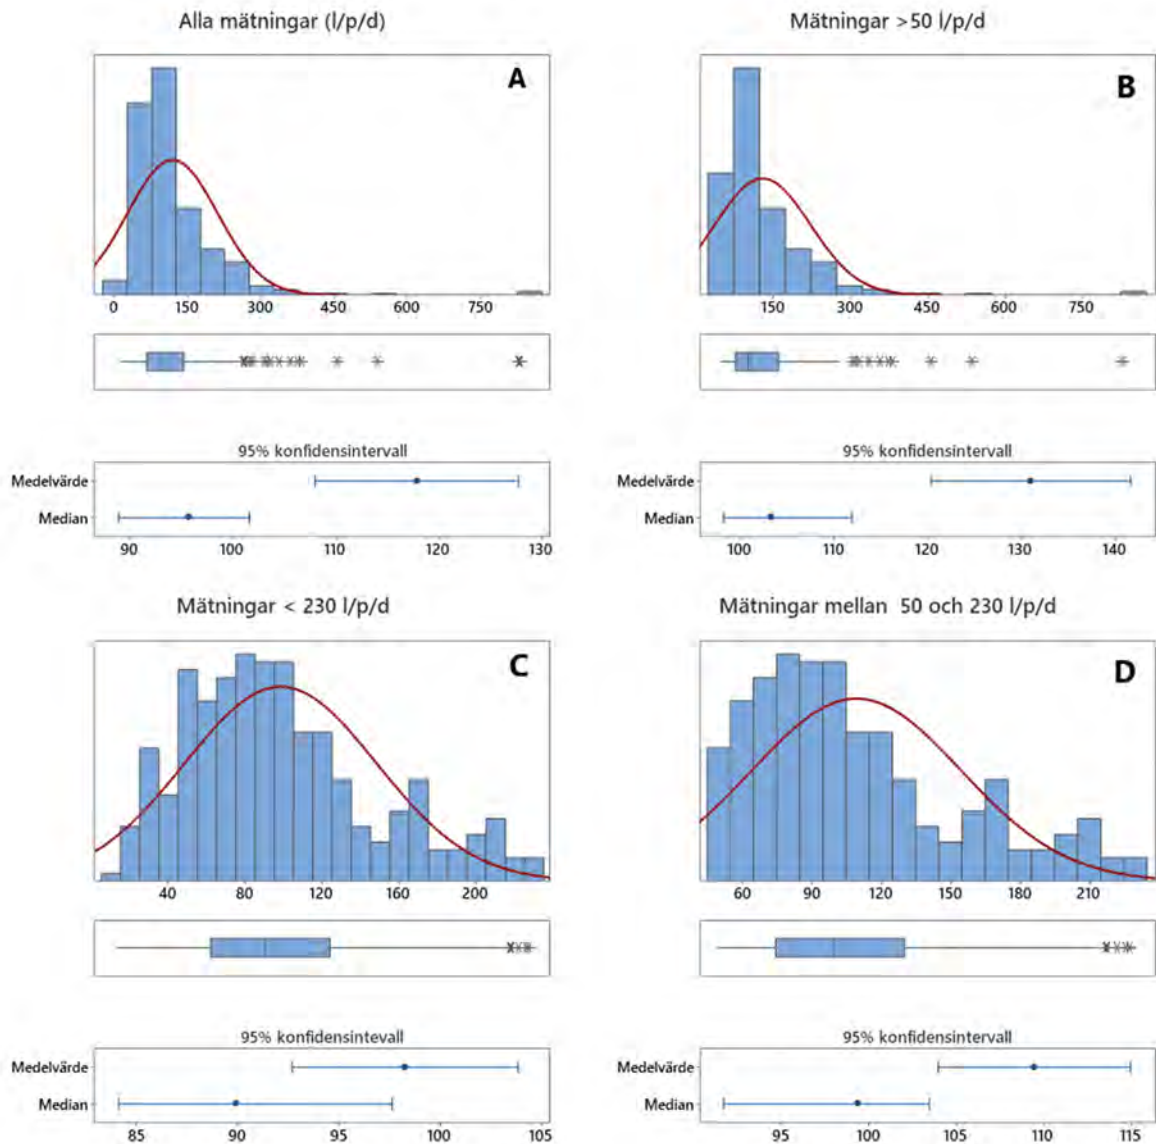 Alla mätningar (l/p/d)
A
0 150 300 450 600 750
95% konfidensintervall
Medelvärde
Median
90 100 110 120 130
Mätningar >50 l/p/d
B
150 300 450 600 750
95% konfidensintervall
Medelvärde
Median
100 110 120 130 140
Mätningar < 230 l/p/d
C
40 80 120 160 200
95% konfidensintevall
Medelvärde
Median
85 90 95 100 105
Mätningar mellan 50 och 230 l/p/d
D
60 90 120 150 180 210
95% konfidensintervall
Medelvärde
Median
95 100 105 110 115